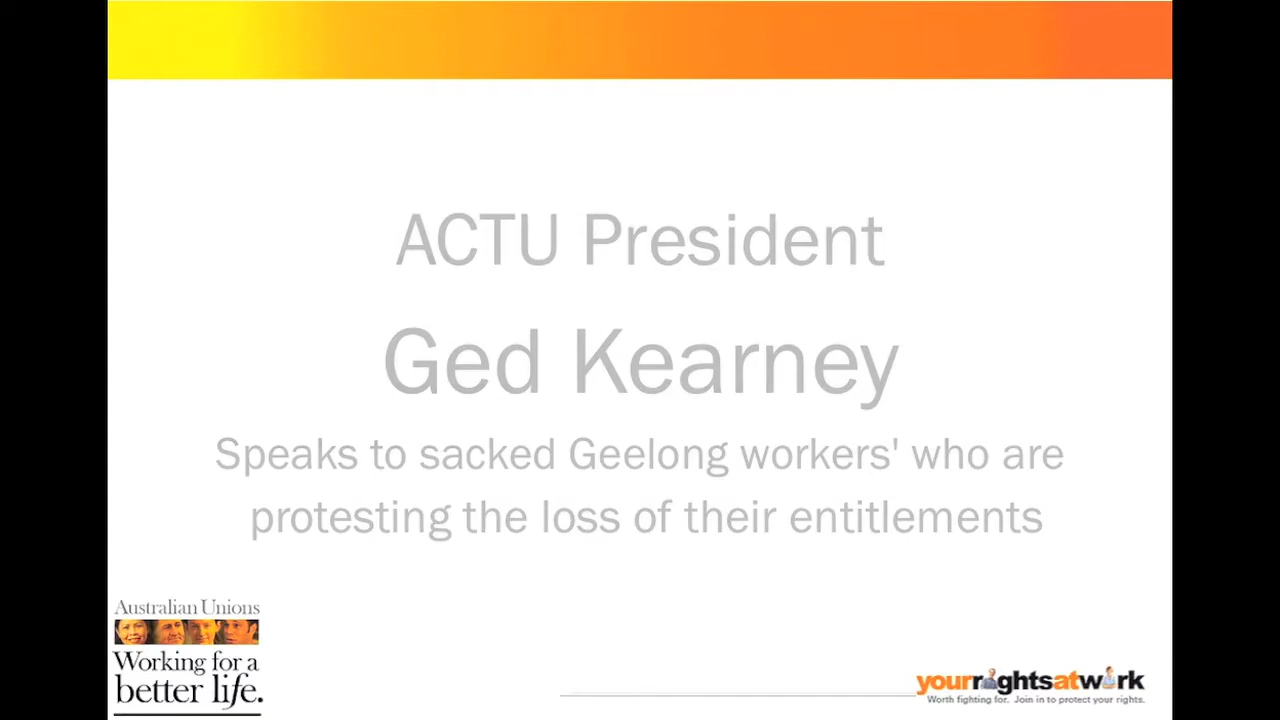 ACTU President
Ged Kearney
Speaks to sacked Geelong workers' who are
protesting the loss of their entitlements
Australian Unions
Working for a
better life.
yourrightsatwork
Worth fighting for. Join in to protect your rights.